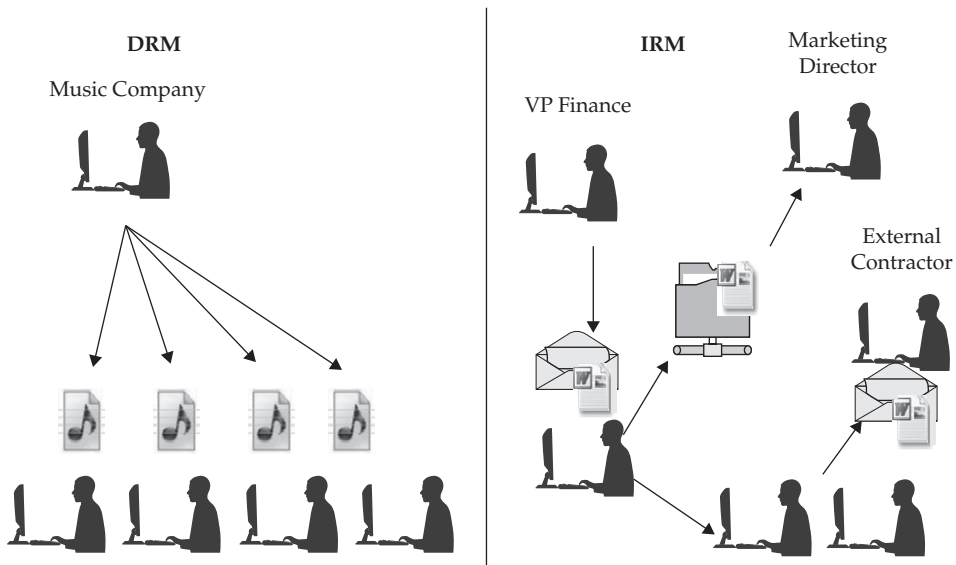 DRM
Music Company
IRM
VP Finance
Marketing
Director
External
Contractor
W
W
W